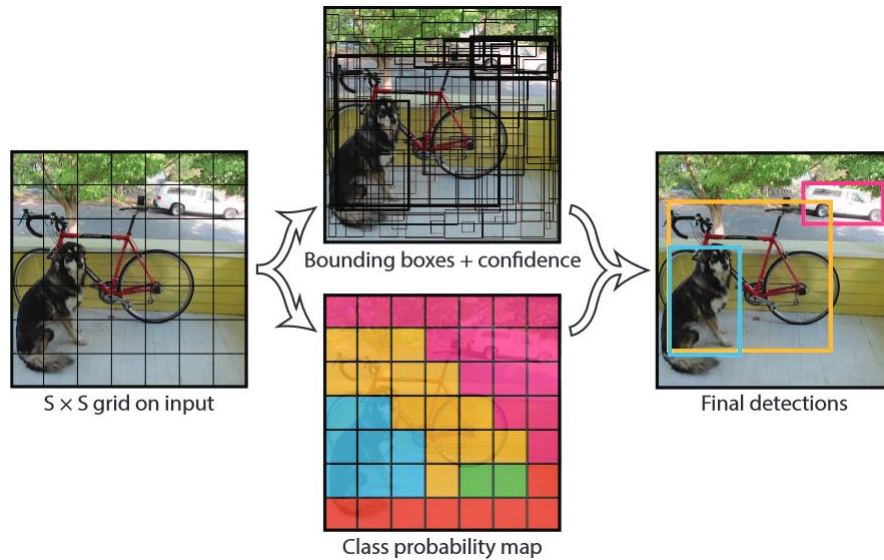 Bounding boxes + confidence
S × S grid on input
Final detections
Class probability map